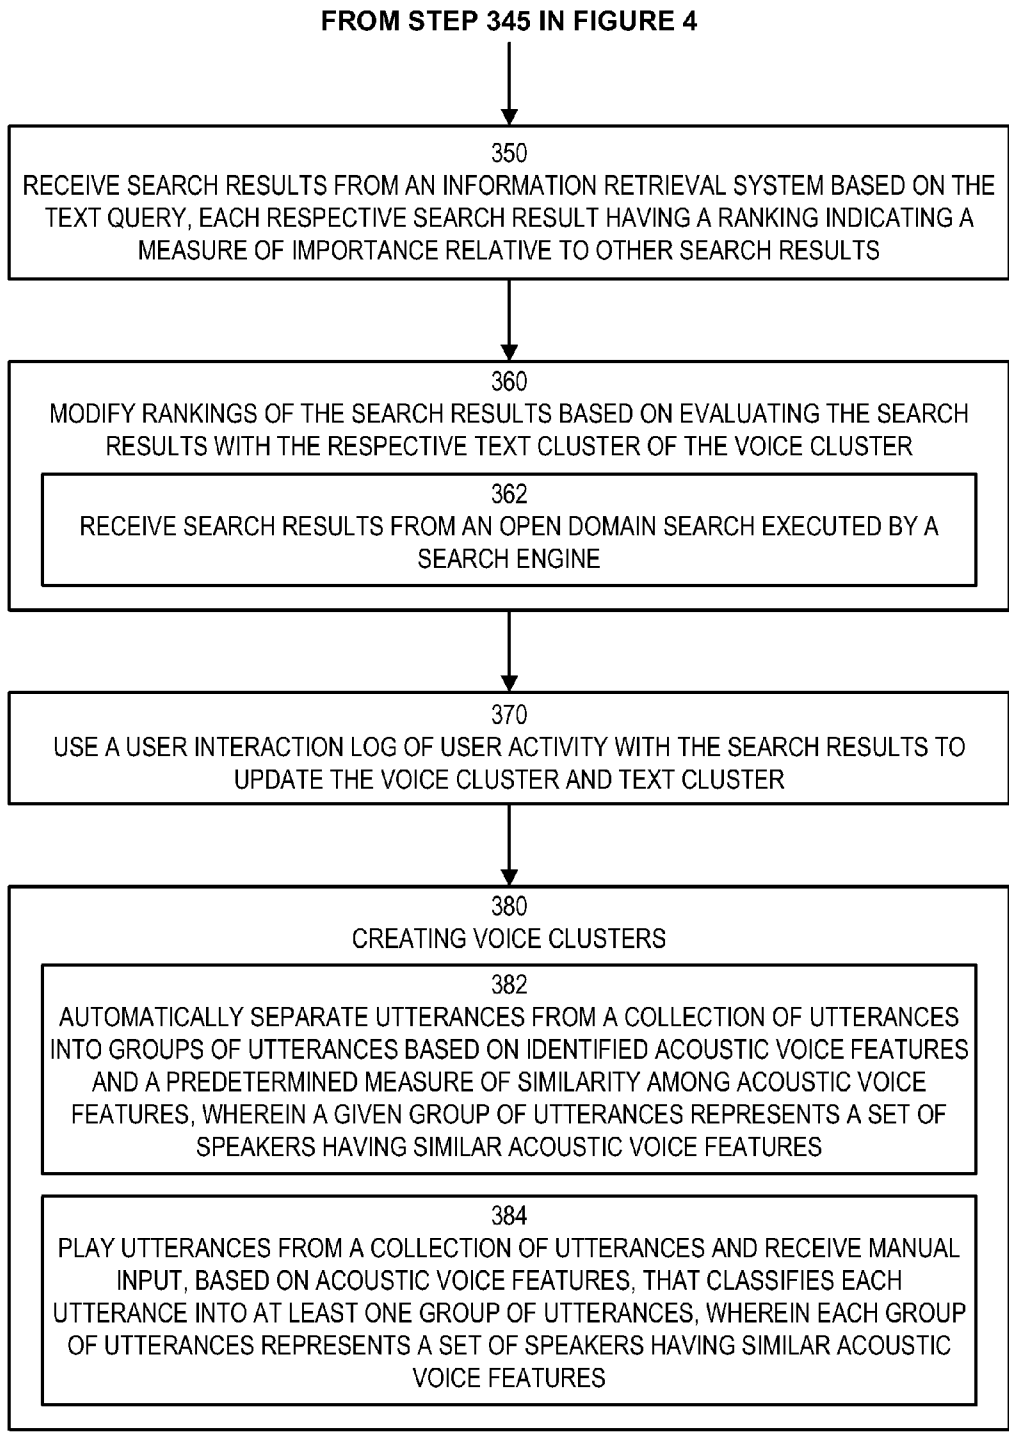 FROM STEP 345 IN FIGURE 4
350
RECEIVE SEARCH RESULTS FROM AN INFORMATION RETRIEVAL SYSTEM BASED ON THE
TEXT QUERY, EACH RESPECTIVE SEARCH RESULT HAVING A RANKING INDICATING A
MEASURE OF IMPORTANCE RELATIVE TO OTHER SEARCH RESULTS
360
MODIFY RANKINGS OF THE SEARCH RESULTS BASED ON EVALUATING THE SEARCH
RESULTS WITH THE RESPECTIVE TEXT CLUSTER OF THE VOICE CLUSTER
362
RECEIVE SEARCH RESULTS FROM AN OPEN DOMAIN SEARCH EXECUTED BY A
SEARCH ENGINE
370
USE A USER INTERACTION LOG OF USER ACTIVITY WITH THE SEARCH RESULTS TO
UPDATE THE VOICE CLUSTER AND TEXT CLUSTER
380
CREATING VOICE CLUSTERS
382
AUTOMATICALLY SEPARATE UTTERANCES FROM A COLLECTION OF UTTERANCES
INTO GROUPS OF UTTERANCES BASED ON IDENTIFIED ACOUSTIC VOICE FEATURES
AND A PREDETERMINED MEASURE OF SIMILARITY AMONG ACOUSTIC VOICE
FEATURES, WHEREIN A GIVEN GROUP OF UTTERANCES REPRESENTS A SET OF
SPEAKERS HAVING SIMILAR ACOUSTIC VOICE FEATURES
384
PLAY UTTERANCES FROM A COLLECTION OF UTTERANCES AND RECEIVE MANUAL
INPUT, BASED ON ACOUSTIC VOICE FEATURES, THAT CLASSIFIES EACH
UTTERANCE INTO AT LEAST ONE GROUP OF UTTERANCES, WHEREIN EACH GROUP
OF UTTERANCES REPRESENTS A SET OF SPEAKERS HAVING SIMILAR ACOUSTIC
VOICE FEATURES